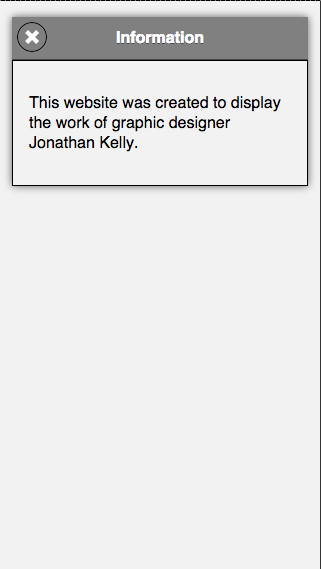 Information
This website was created to display
the work of graphic designer
Jonathan Kelly.